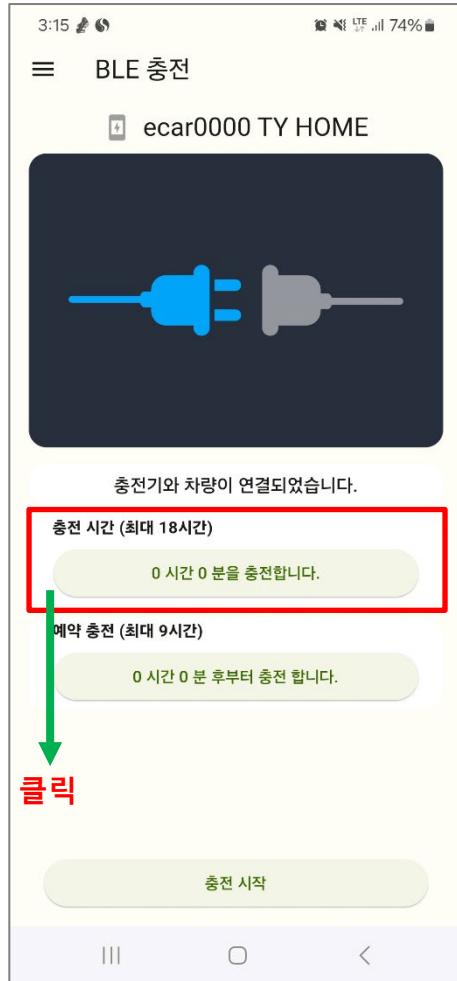 3:15 LTE 74%
BLE 충전
ecar0000 TY HOME
충전기와 차량이 연결되었습니다.
충전 시간 (최대 18시간)
0 시간 0 분을 충전합니다.
예약 충전 (최대 9시간)
0 시간 0 분 후부터 충전 합니다.
클릭
충전 시작